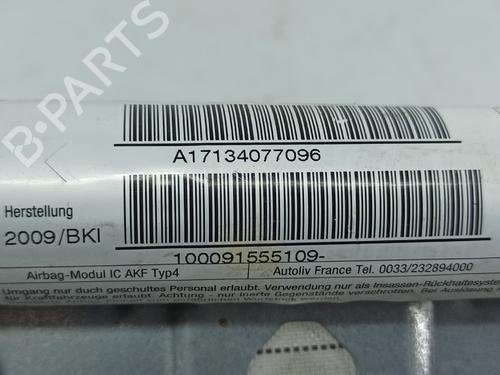 B-PARTS
A17134077096
Herstellung
2009/BKI
100091555109-
Airbag-Modul IC AKF Typ4 Autoliv France Tel. 0033/232894000
Umgang nur durch geschultes Personal erlaubt. Verwendung nur als Insassen-Rückhaltesystem
für Kraftfahrzeuge erlaubt. Achtung - nur inerte Gegenstände verschrotten. Bei Auslösung